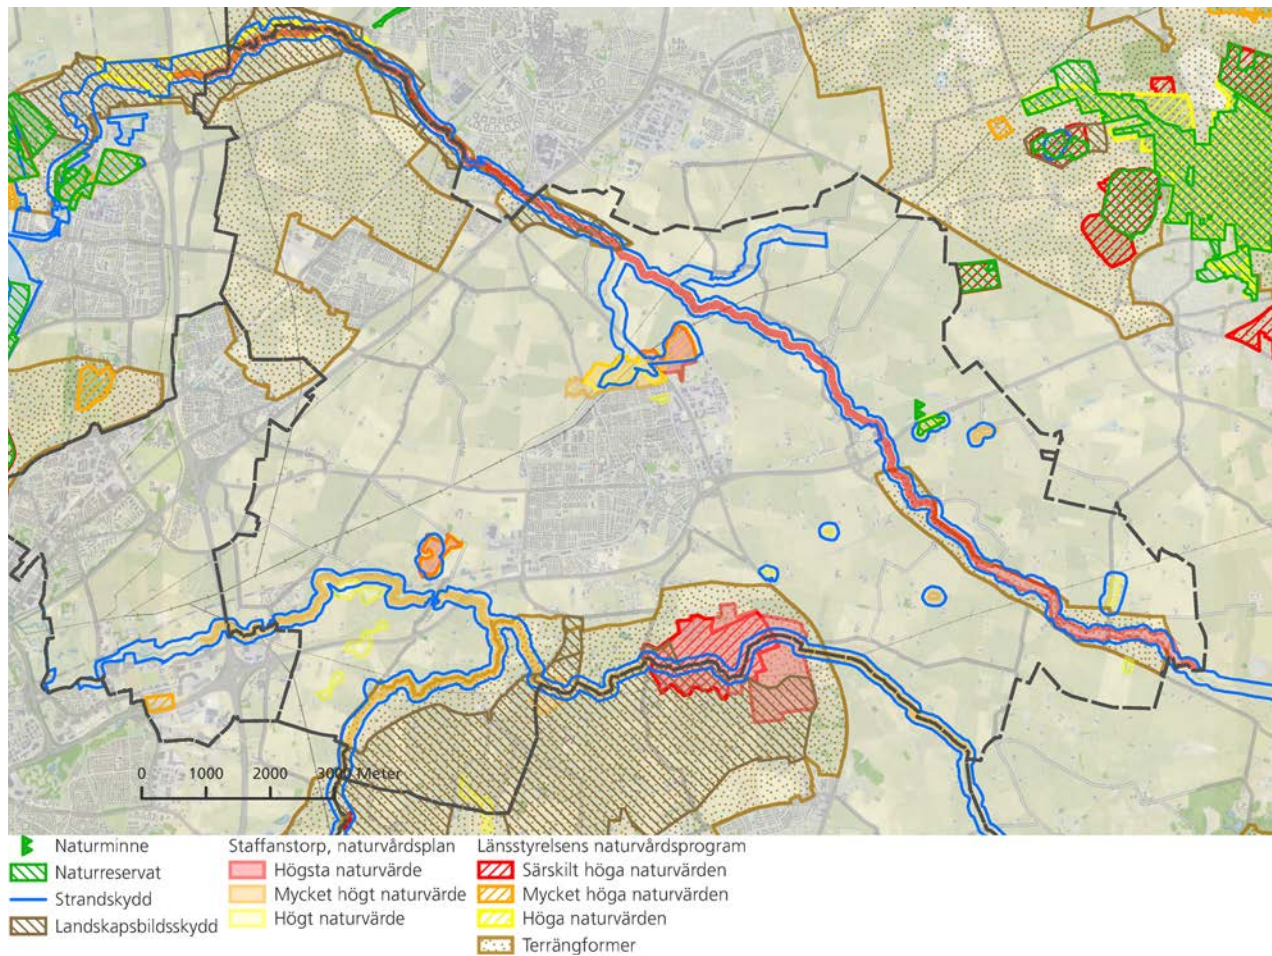 0 1000 2000 3000 Meter
Naturminne
Naturreservat
Strandskydd
Landskapsbildsskydd
Staffanstorp, naturvårdsplan
Högsta naturvärde
Mycket högt naturvärde
Högt naturvärde
Länsstyrelsens naturvårdsprogram
Särskilt höga naturvärden
Mycket höga naturvärden
Höga naturvärden
Terrängformer